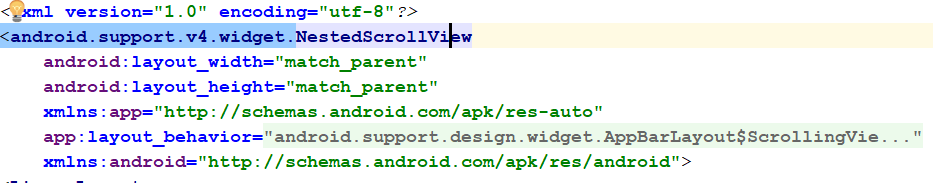 <?xml version="1.0" encoding="utf-8"?>
<android.support.v4.widget.NestedScrollView
android:layout_width="match_parent"
android:layout_height="match_parent"
xmlns:app="http://schemas.android.com/apk/res-auto"
app:layout_behavior="android.support.design.widget.AppBarLayout$ScrollingVie..."
xmlns:android="http://schemas.android.com/apk/res/android">